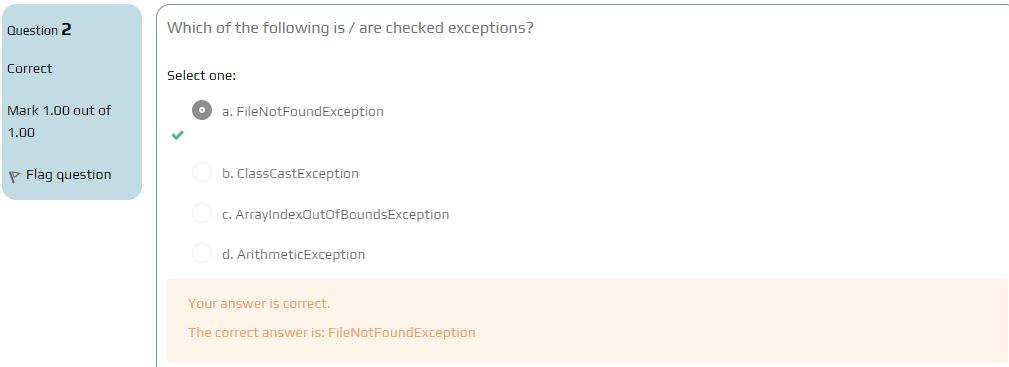 Question 2
Correct
Mark 1.00 out of
1.00
Flag question
Which of the following is / are checked exceptions?
Select one:
a. FileNotFoundException
b. ClassCastException
c. ArrayIndexOutOfBoundsException
d. ArithmeticException
Your answer is correct.
The correct answer is: FileNotFoundException